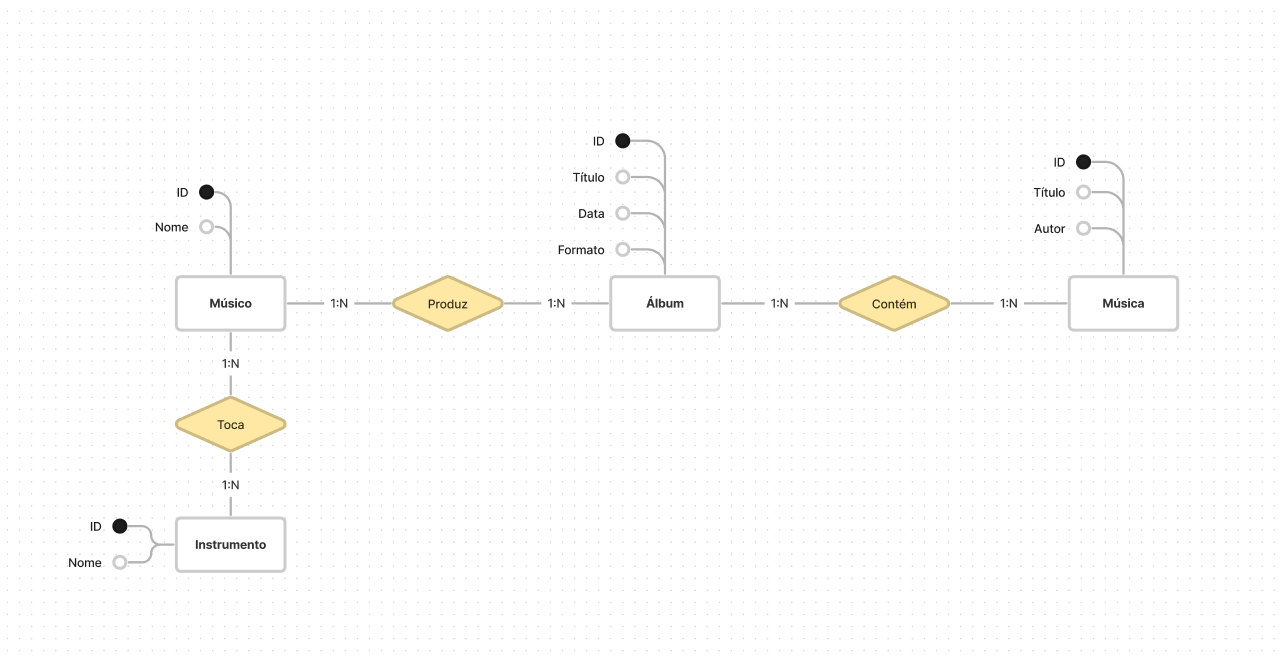 ID
Título
Data
Formato
ID
Título
Autor
ID
Nome
Músico
1:N
Produz
1:N
Álbum
1:N
Contém
1:N
Música
1:N
Toca
1:N
ID
Nome
Instrumento